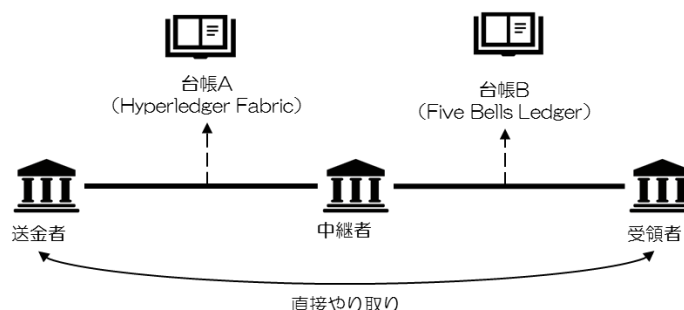 台帳A
（Hyperledger Fabric）
台帳B
（Five Bells Ledger）
送金者
中継者
受領者
直接やり取り